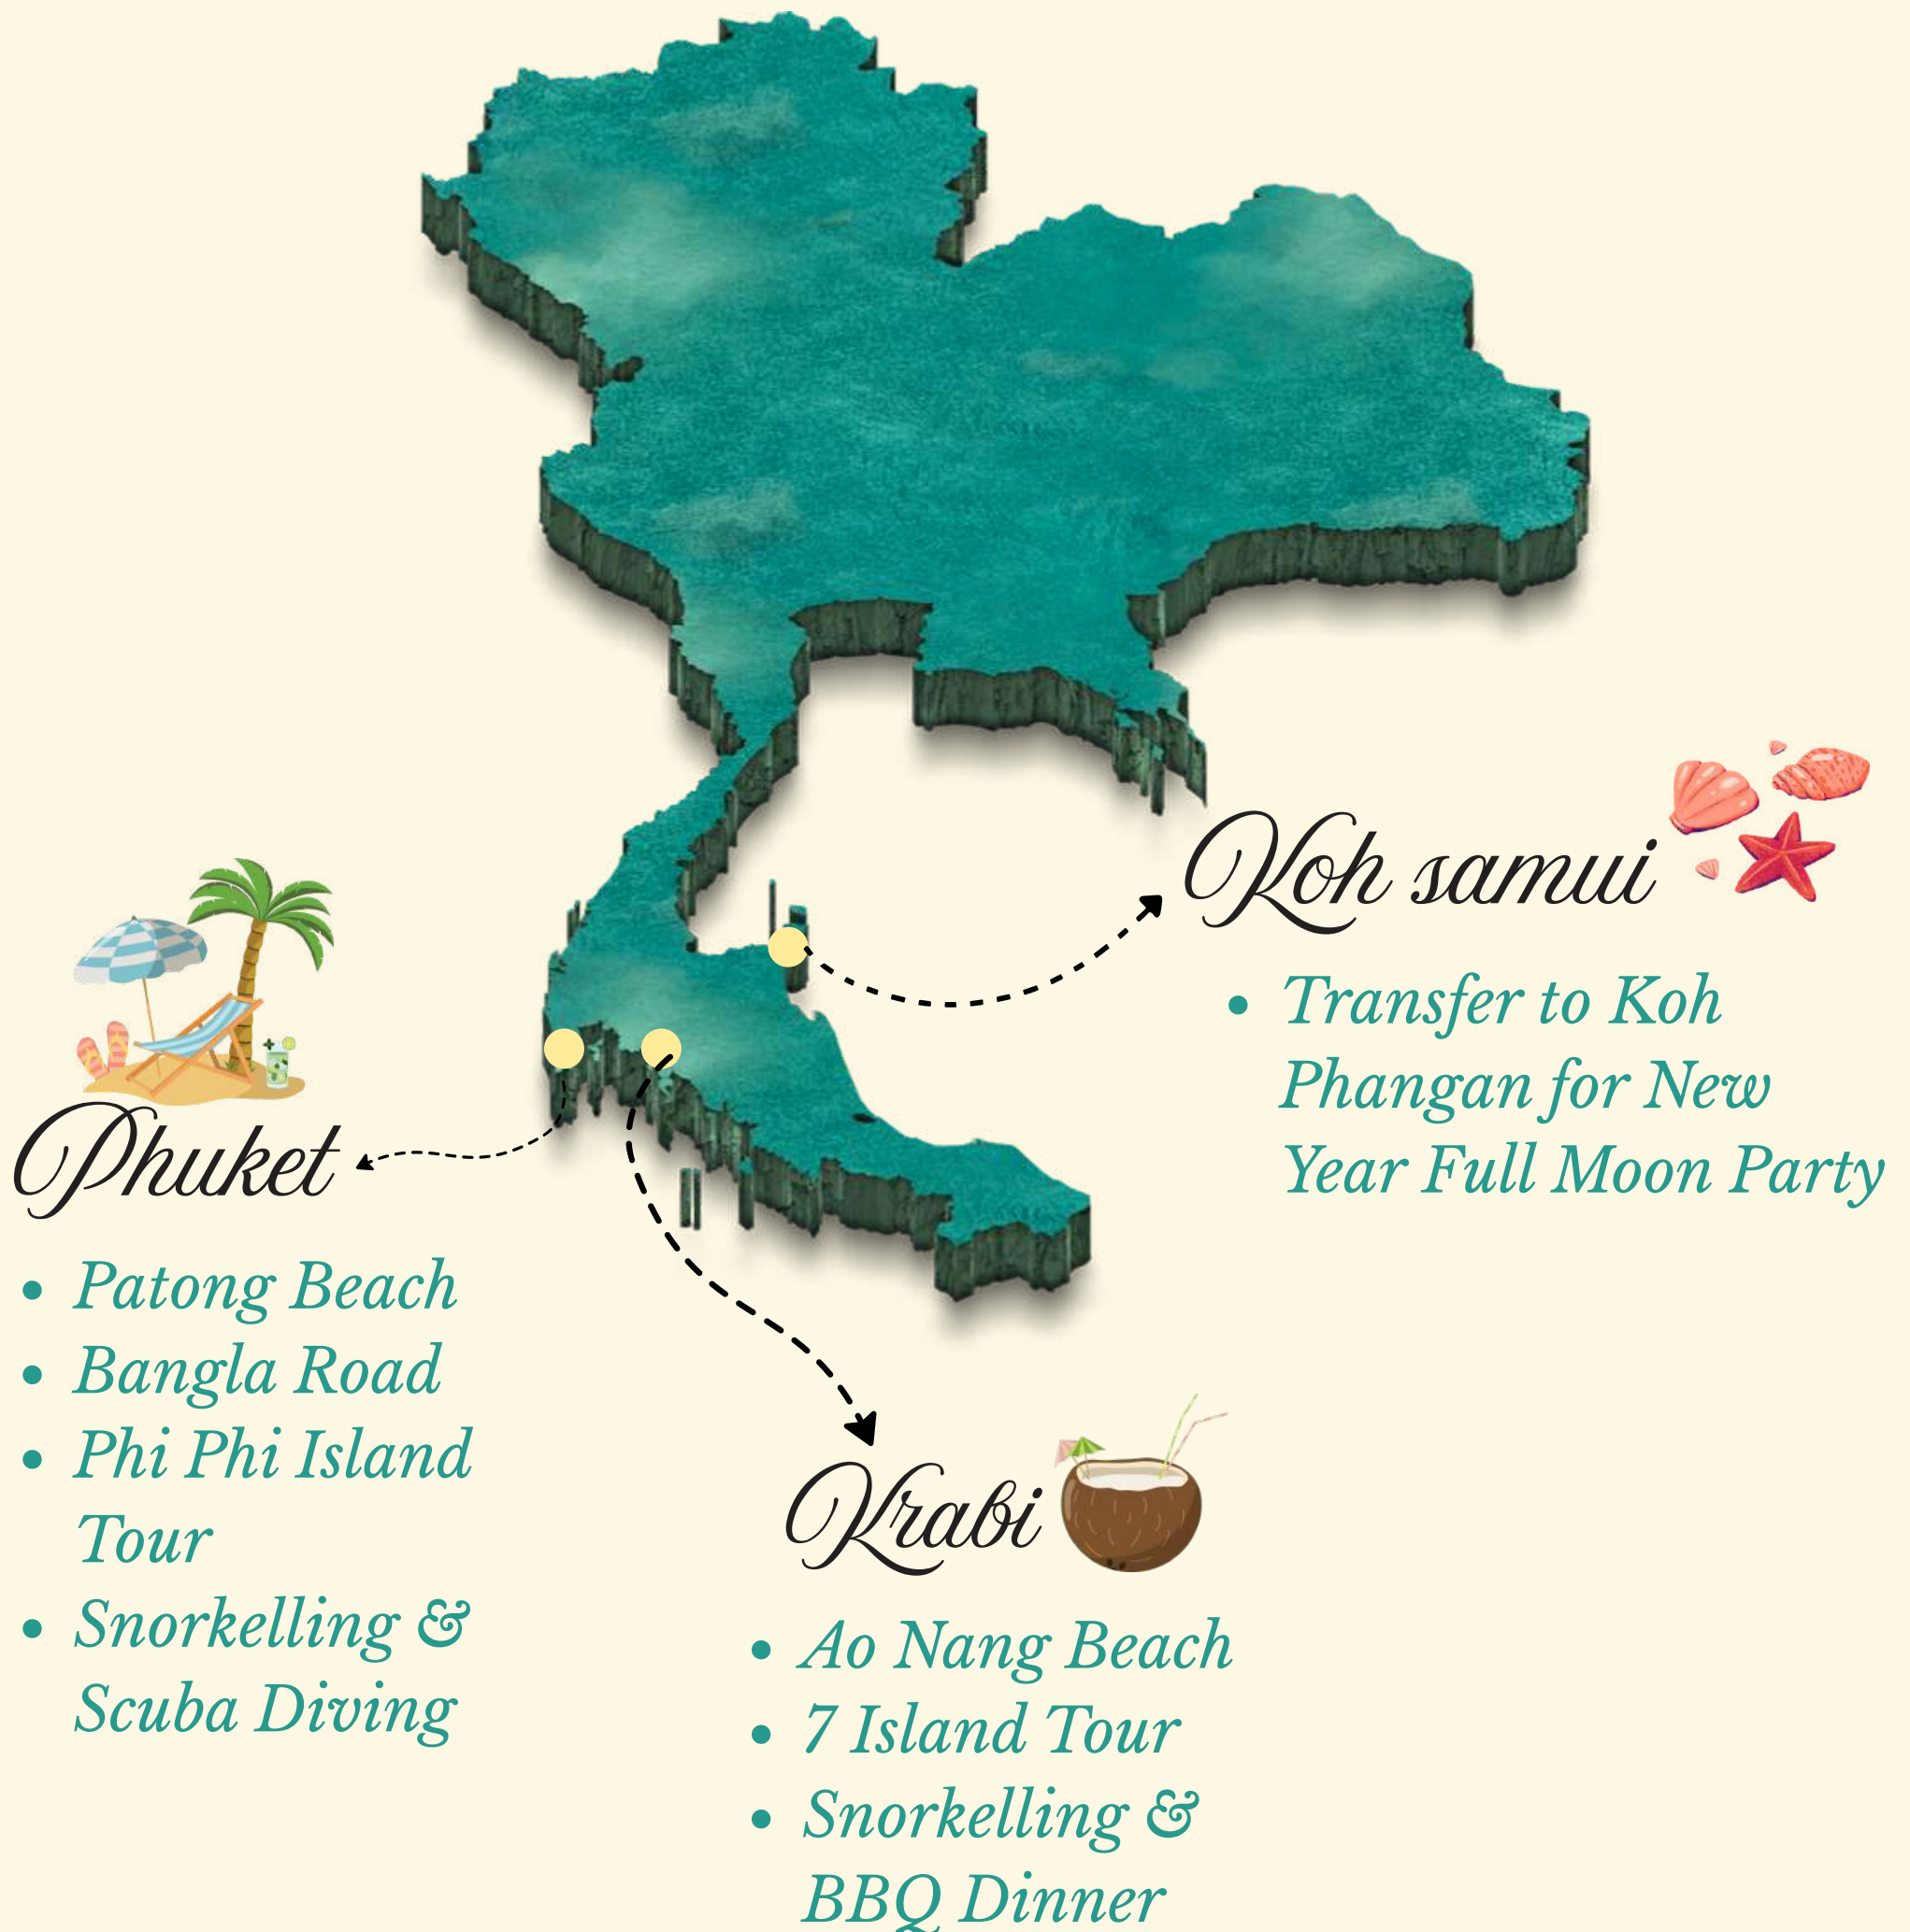 Koh samui
• Transfer to Koh
Phangan for New
Year Full Moon Party
Phuket
• Patong Beach
• Bangla Road
• Phi Phi Island
Tour
• Snorkelling &
Scuba Diving
Krabi
• Ao Nang Beach
• 7 Island Tour
• Snorkelling &
BBQ Dinner